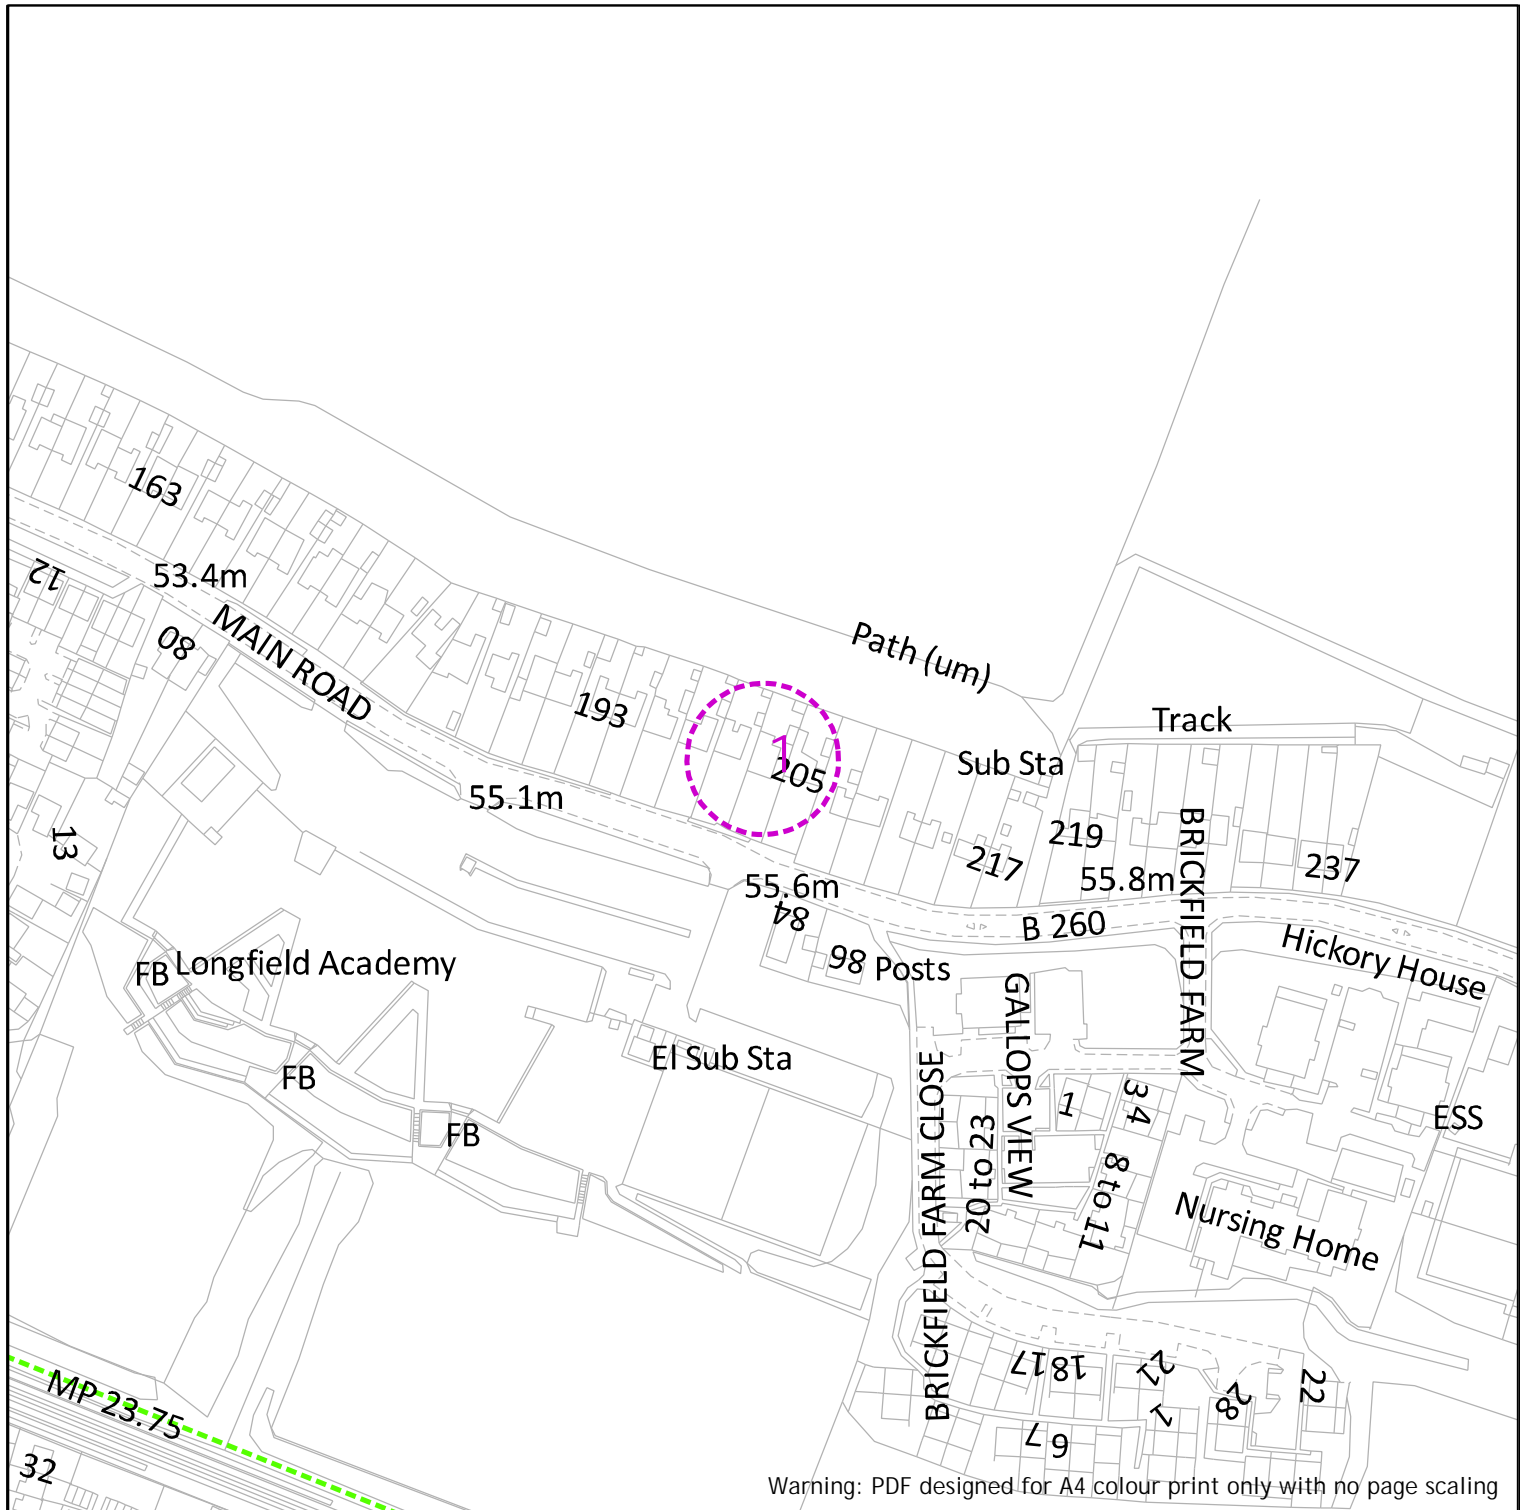 163
53.4m
12
80
MAIN ROAD
Path (um)
193
Track
1
205
Sub Sta
55.1m
219
13
217
237
55.8m
BRICKFIELD FARM
55.6m
84
B 260
Hickory House
98
Posts
FB
Longfield Academy
GALLOPS VIEW
El Sub Sta
FB
FB
BRICKFIELD FARM CLOSE
1
3 4
ESS
20 to 23
8 to 11
Nursing Home
17
18
21
22
28
1
MP 23.75
6 7
32
Warning: PDF designed for A4 colour print only with no page scaling